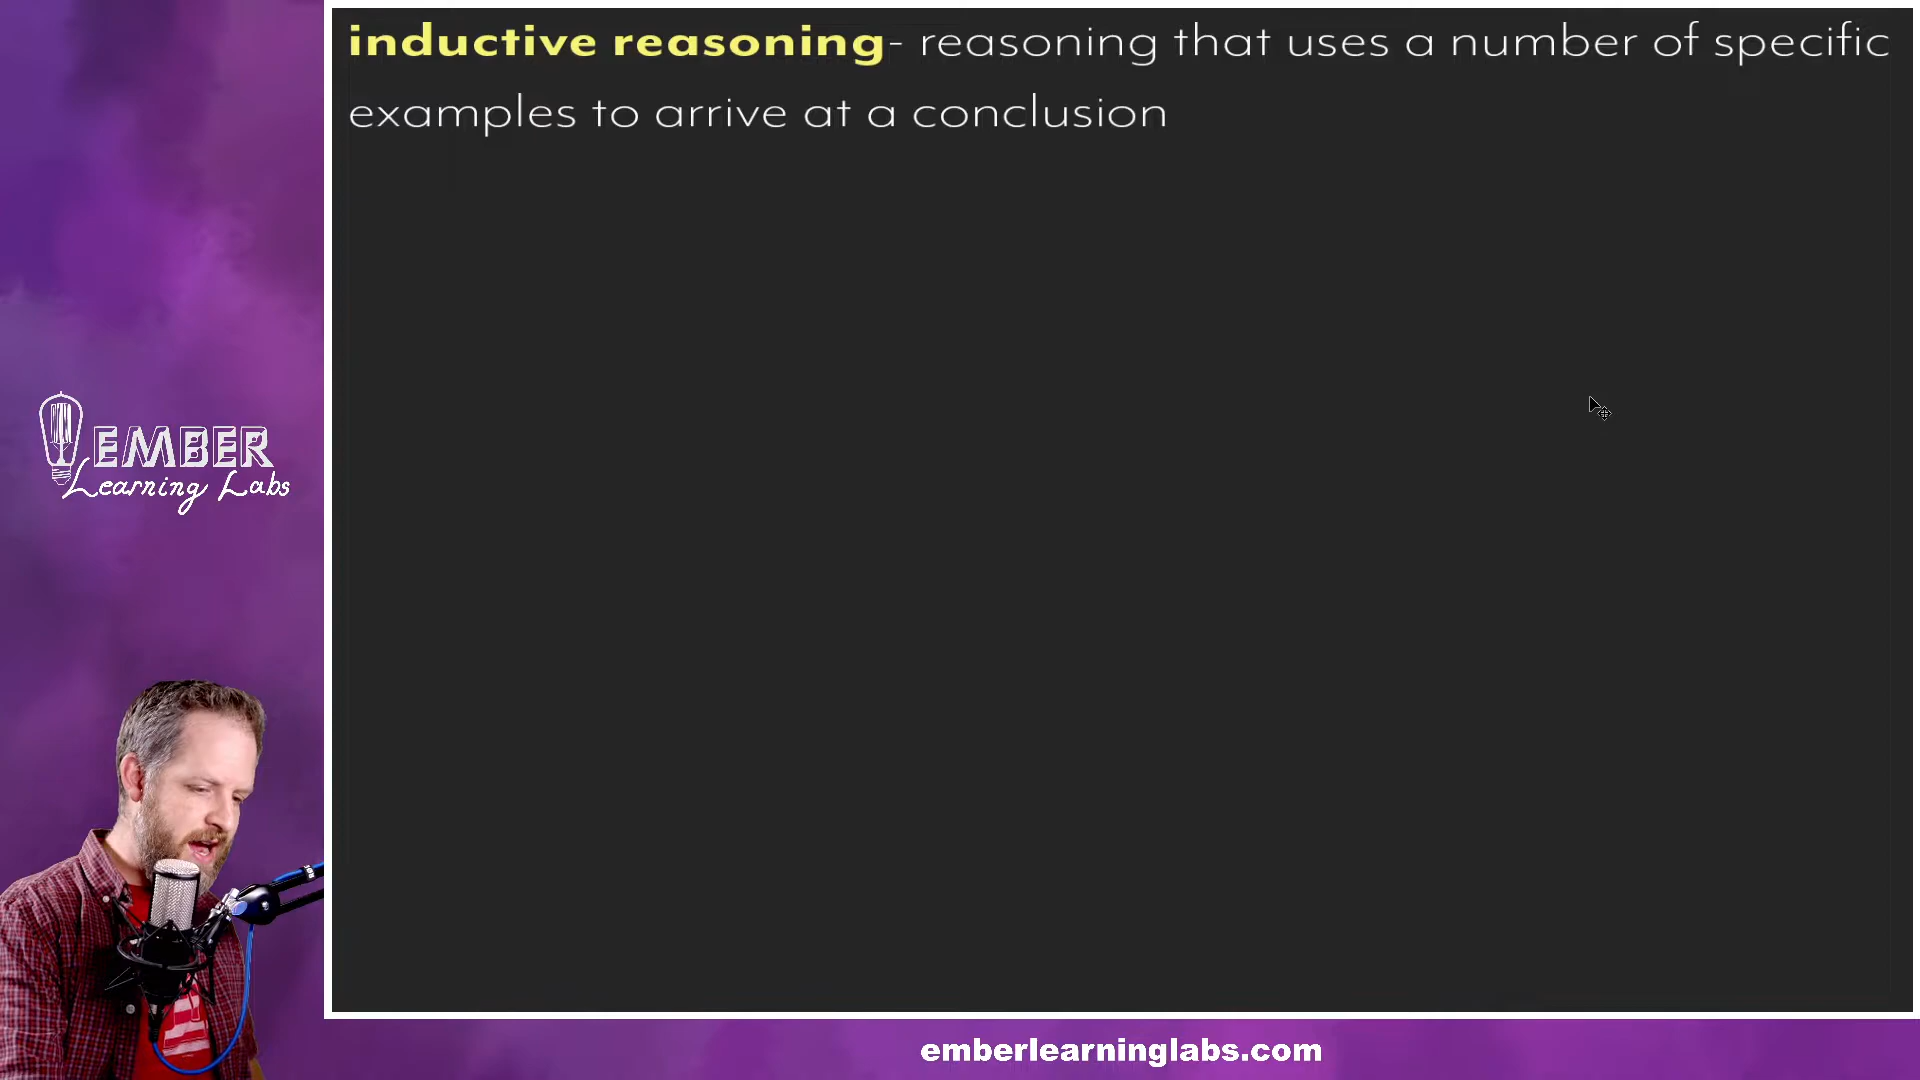 inductive reasoning- reasoning that uses a number of specific
examples to arrive at a conclusion
EMBER
Learning Labs
emberlearninglabs.com